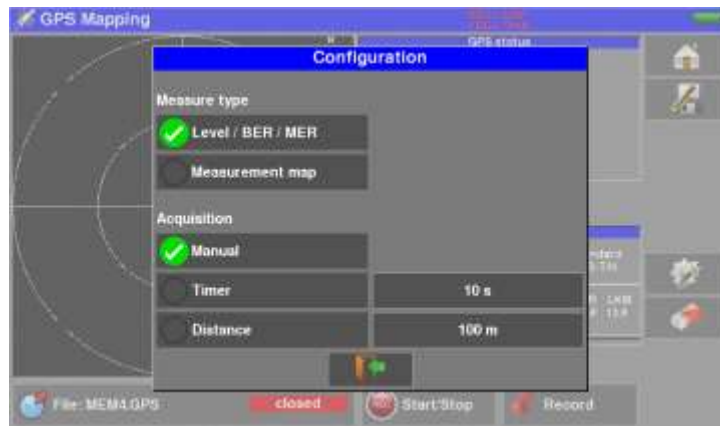 GPS Mapping
GPS status
Configuration
Measure type
Level / BER / MER
Measurement map
Acquisition
Manual
Timer 10 s
Distance 100 m
File: MEM4.GPS closed Start/Stop Record